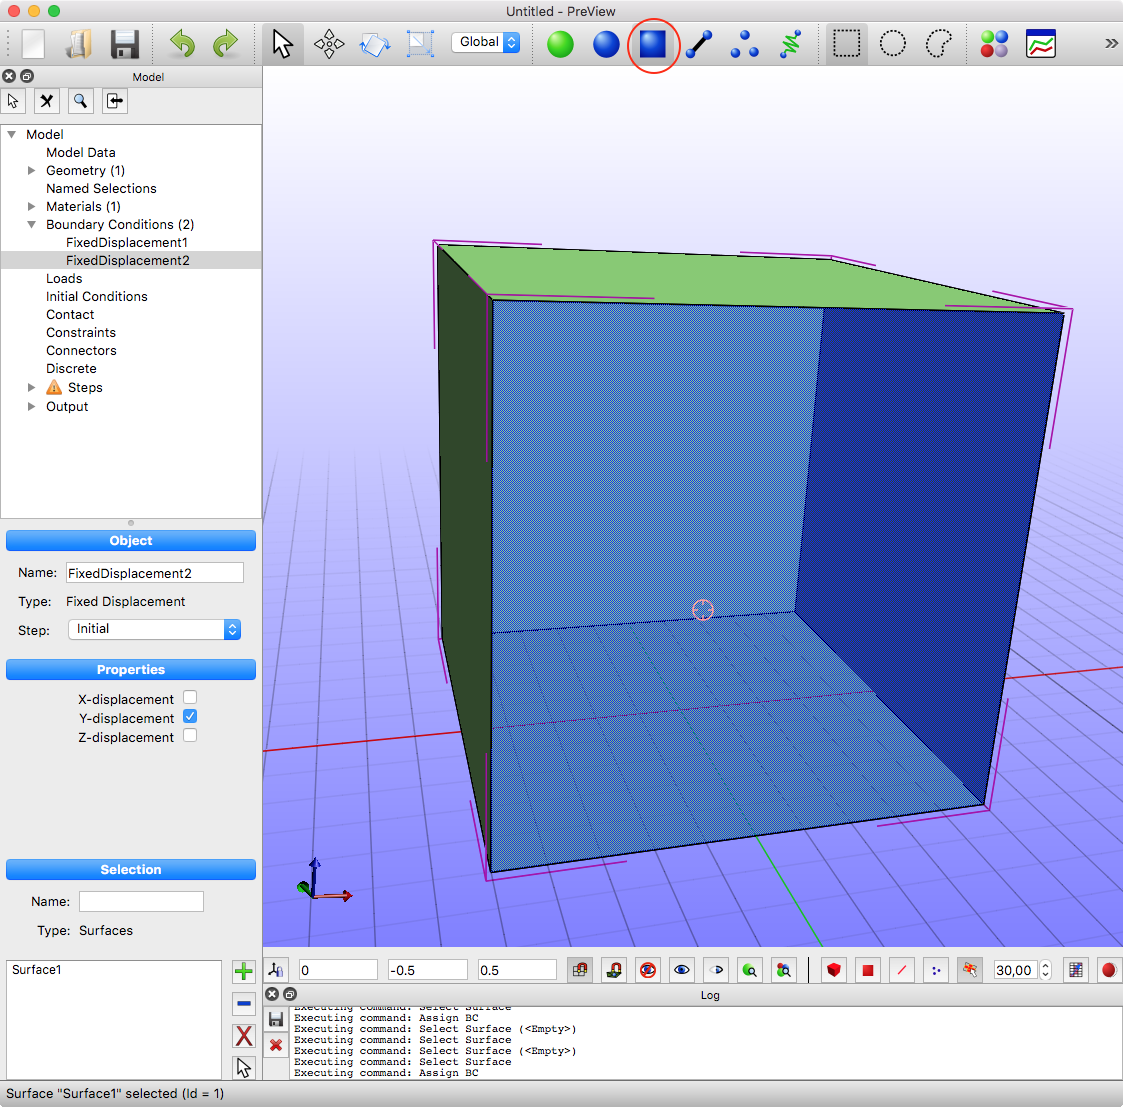 Untitled - PreView
Global
Model
Model
Model Data
Geometry (1)
Named Selections
Materials (1)
Boundary Conditions (2)
FixedDisplacement1
FixedDisplacement2
Loads
Initial Conditions
Contact
Constraints
Connectors
Discrete
Steps
Output
Object
Name: FixedDisplacement2
Type: Fixed Displacement
Step: Initial
Properties
X-displacement
Y-displacement
Z-displacement
Selection
Name:
Type: Surfaces
Surface1
0 -0.5 0.5 30,00
Log
Executing command: Select Surface
Executing command: Assign BC
Executing command: Select Surface (<Empty>)
Executing command: Select Surface
Executing command: Select Surface (<Empty>)
Executing command: Select Surface
Executing command: Assign BC
Surface "Surface1" selected (Id = 1)